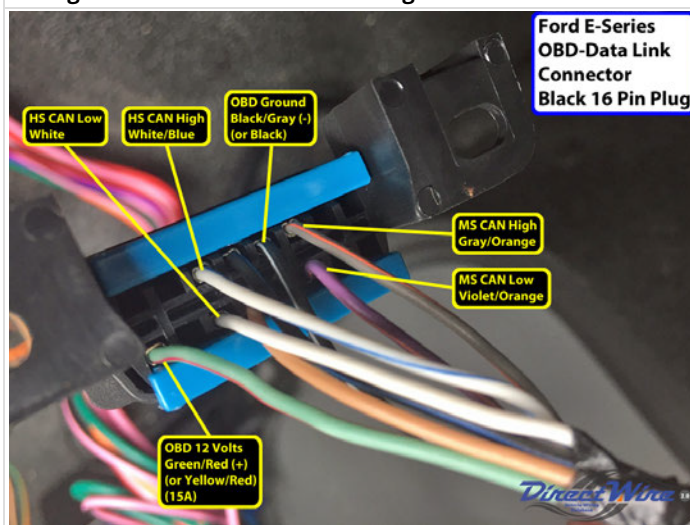 Ford E-Series
OBD-Data Link
Connector
Black 16 Pin Plug
OBD Ground
Black/Gray (-)
(or Black)
HS CAN Low
White
HS CAN High
White/Blue
MS CAN High
Gray/Orange
MS CAN Low
Violet/Orange
OBD 12 Volts
Green/Red (+)
(or Yellow/Red)
(15A)
DirectWire